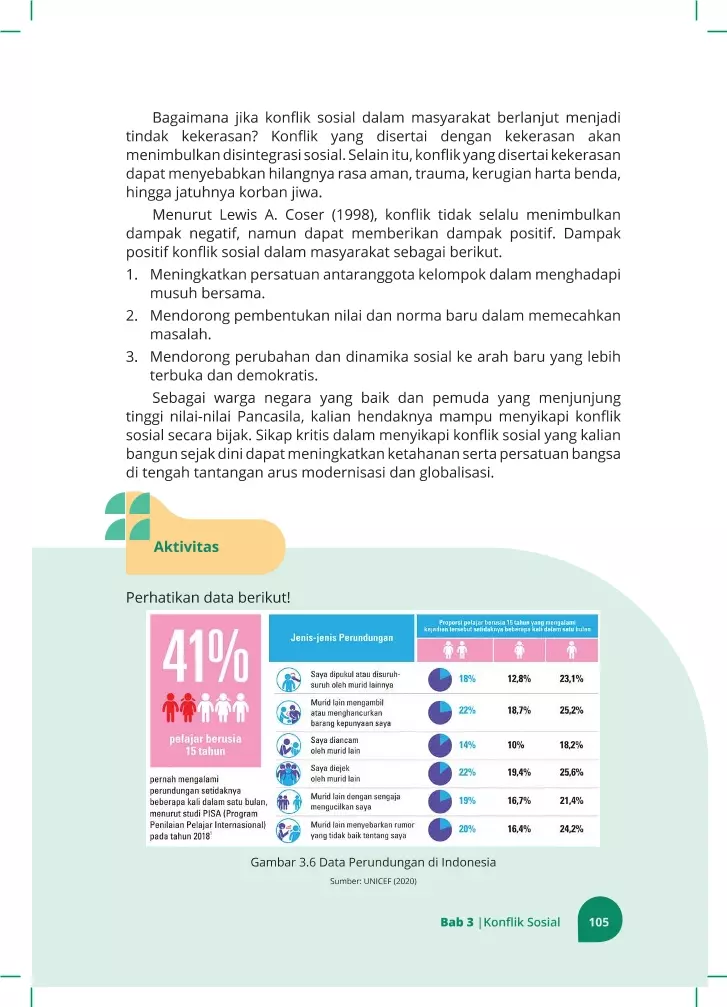 Bagaimana jika konflik sosial dalam masyarakat berlanjut menjadi
tindak kekerasan? Konflik yang disertai dengan kekerasan akan
menimbulkan disintegrasi sosial. Selain itu, konflik yang disertai kekerasan
dapat menyebabkan hilangnya rasa aman, trauma, kerugian harta benda,
hingga jatuhnya korban jiwa.
Menurut Lewis A. Coser (1998), konflik tidak selalu menimbulkan
dampak negatif, namun dapat memberikan dampak positif. Dampak
positif konflik sosial dalam masyarakat sebagai berikut.
1. Meningkatkan persatuan antaranggota kelompok dalam menghadapi
musuh bersama.
2. Mendorong pembentukan nilai dan norma baru dalam memecahkan
masalah.
3. Mendorong perubahan dan dinamika sosial ke arah baru yang lebih
terbuka dan demokratis.
Sebagai warga negara yang baik dan pemuda yang menjunjung
tinggi nilai-nilai Pancasila, kalian hendaknya mampu menyikapi konflik
sosial secara bijak. Sikap kritis dalam menyikapi konflik sosial yang kalian
bangun sejak dini dapat meningkatkan ketahanan serta persatuan bangsa
di tengah tantangan arus modernisasi dan globalisasi.
Aktivitas
Perhatikan data berikut!
41%
pelajar berusia
15 tahun
pernah mengalami
perundungan setidaknya
beberapa kali dalam satu bulan,
menurut studi PISA (Program
Penilaian Pelajar Internasional)
pada tahun 2018¹
Jenis-jenis Perundungan
Proporsi pelajar berusia 15 tahun yang mengalami
kejadian tersebut setidaknya beberapa kali dalam satu bulan
Saya dipukul atau disuruh-
suruh oleh murid lainnya
18% 12,8% 23,1%
Murid lain mengambil
atau menghancurkan
barang kepunyaan saya
22% 18,7% 25,2%
Saya diancam
oleh murid lain
14% 10% 18,2%
Saya diejek
oleh murid lain
22% 19,4% 25,6%
Murid lain dengan sengaja
mengucilkan saya
19% 16,7% 21,4%
Murid lain menyebarkan rumor
yang tidak baik tentang saya
20% 16,4% 24,2%
Gambar 3.6 Data Perundungan di Indonesia
Sumber: UNICEF (2020)
Bab 3 | Konflik Sosial 105